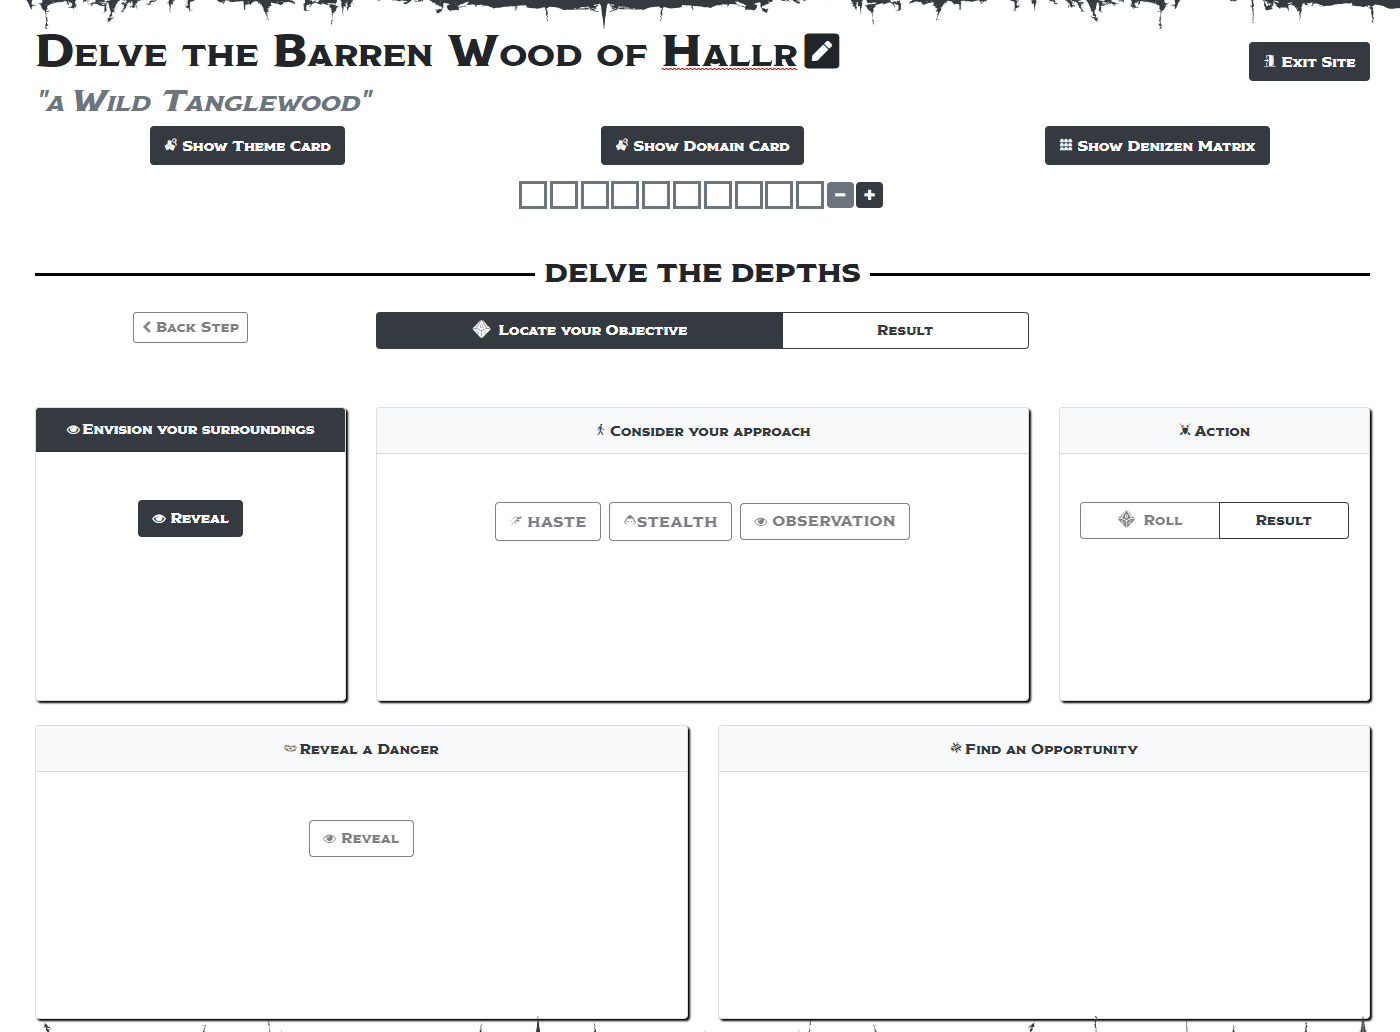 Delve the Barren Wood of Hallr
Exit Site
"a Wild Tanglewood"
Show Theme Card
Show Domain Card
Show Denizen Matrix
DELVE THE DEPTHS
Back Step
Locate your Objective
Result
Envision your surroundings
Consider your approach
Action
Reveal
HASTE
STEALTH
OBSERVATION
Roll
Result
Reveal a Danger
Find an Opportunity
Reveal